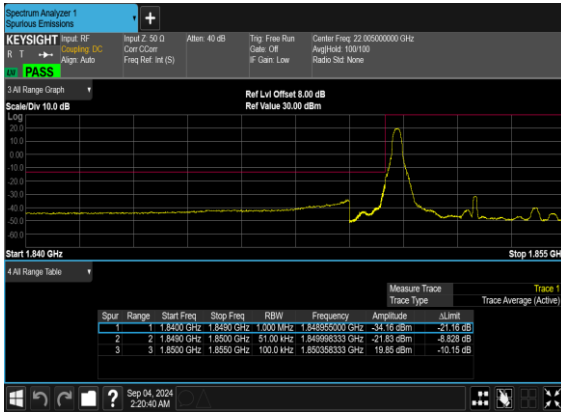 Spectrum Analyzer 1
Spurious Emissions
KEYSIGHT Input: RF Input Z: 50 Ω Atten: 40 dB Trig: Free Run Center Freq: 22.005000000 GHz
R T Coupling: DC Corr CCorr Gate: Off Avg|Hold: 100/100
Align: Auto Freq Ref: Int (S) IF Gain: Low Radio Std: None
PASS
3 All Range Graph
Ref Lvl Offset 8.00 dB
Scale/Div 10.0 dB Ref Value 30.00 dBm
Log
20.0
10.0
0.00
-10.0
-20.0
-30.0
-40.0
-50.0
-60.0
Start 1.840 GHz Stop 1.855 GH
4 All Range Table
Measure Trace Trace 1
Trace Type Trace Average (Active)
Spur Range Start Freq Stop Freq RBW Frequency Amplitude ΔLimit
1 1 1.8400 GHz 1.8490 GHz 1.000 MHz 1.848955000 GHz -34.16 dBm -21.16 dB
2 2 1.8490 GHz 1.8500 GHz 51.00 kHz 1.849998333 GHz -21.83 dBm -8.828 dB
3 3 1.8500 GHz 1.8550 GHz 100.0 kHz 1.850358333 GHz 19.85 dBm -10.15 dB
Sep 04, 2024
2:20:40 AM